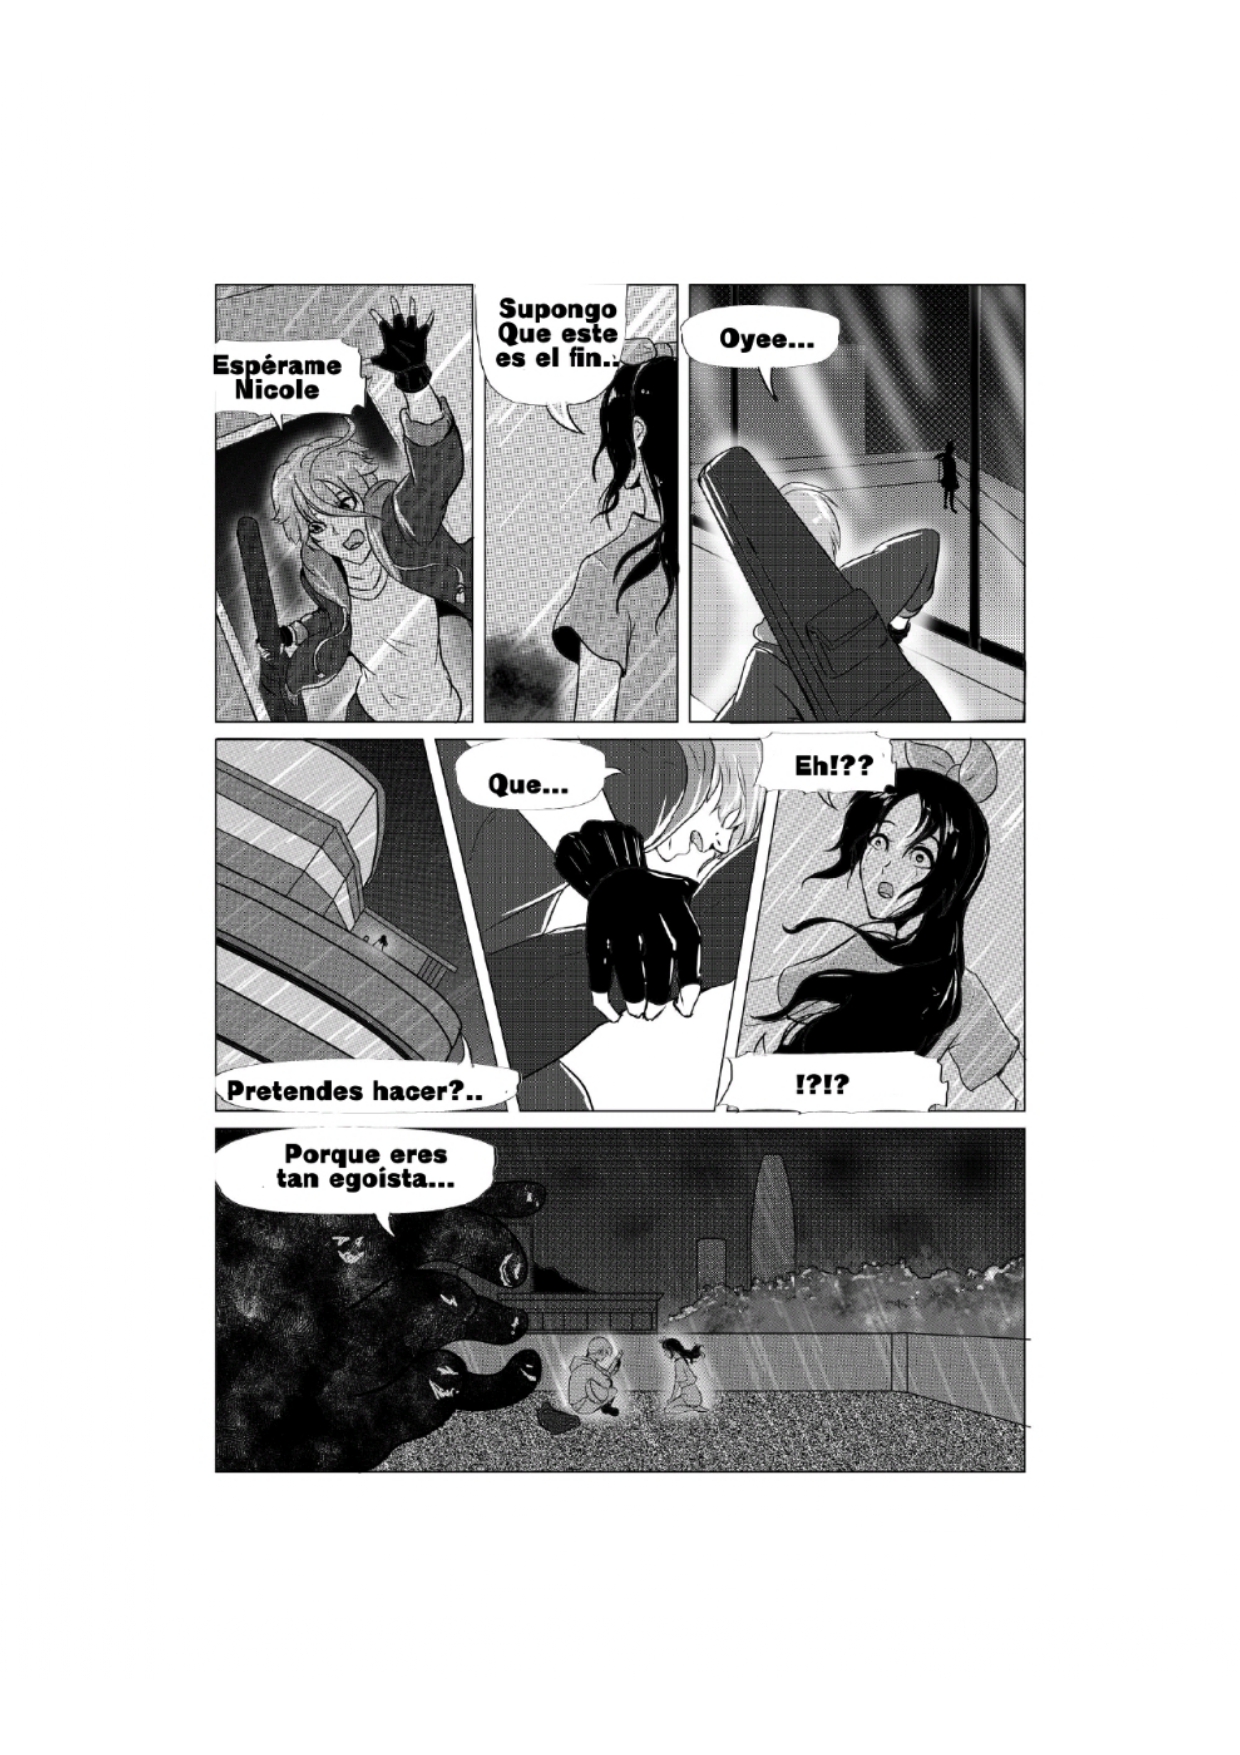 Espérame
Nicole
Supongo
Que este
es el fin..
Oyee...
Pretendes hacer?..
Que...
Eh!??
!?!?
Porque eres
tan egoísta...